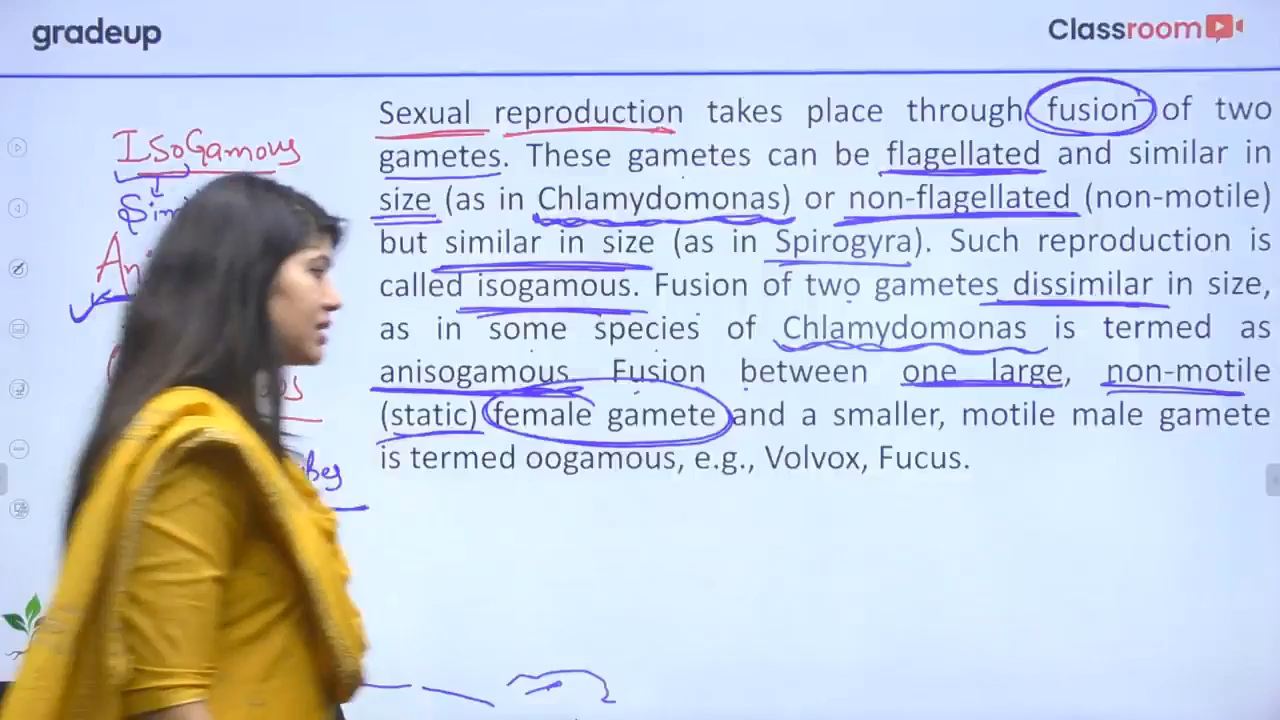 gradeup
Classroom
IsoGamous
Sexual reproduction takes place through fusion of two
gametes. These gametes can be flagellated and similar in
size (as in Chlamydomonas) or non-flagellated (non-motile)
but similar in size (as in Spirogyra). Such reproduction is
called isogamous. Fusion of two gametes dissimilar in size,
as in some species of Chlamydomonas is termed as
anisogamous. Fusion between one large, non-motile
(static) female gamete and a smaller, motile male gamete
is termed oogamous, e.g., Volvox, Fucus.